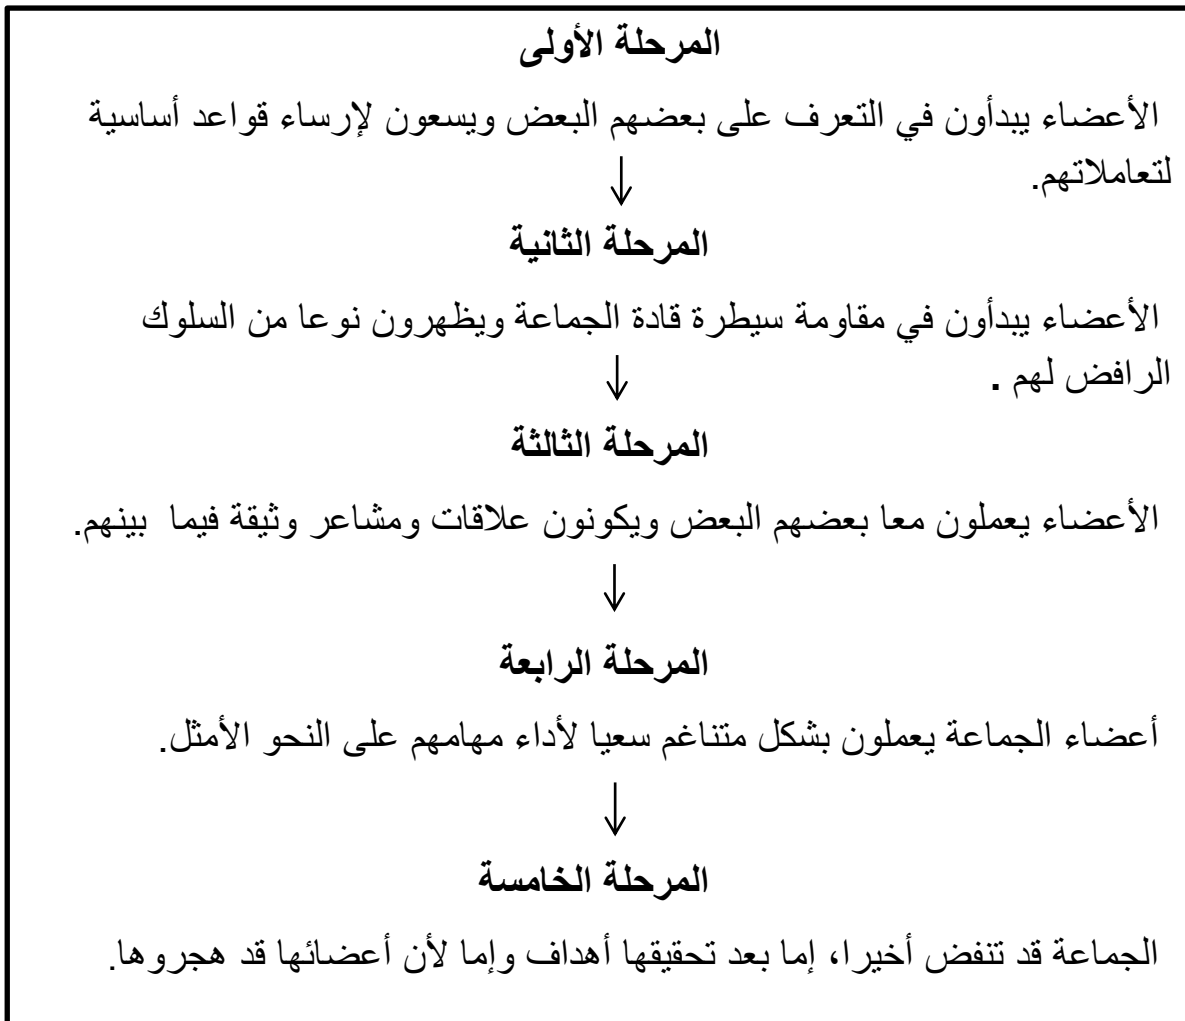 المرحلة الأولى
الأعضاء يبدأون في التعرف على بعضهم البعض ويسعون لإرساء قواعد أساسية
لتعاملاتهم.
المرحلة الثانية
الأعضاء يبدأون في مقاومة سيطرة قادة الجماعة ويظهرون نوعا من السلوك
الرافض لهم .
المرحلة الثالثة
الأعضاء يعملون معا بعضهم البعض ويكونون علاقات ومشاعر وثيقة فيما بينهم.
المرحلة الرابعة
أعضاء الجماعة يعملون بشكل متناغم سعيا لأداء مهامهم على النحو الأمثل.
المرحلة الخامسة
الجماعة قد تنفض أخيرا، إما بعد تحقيقها أهداف وإما لأن أعضائها قد هجروها.